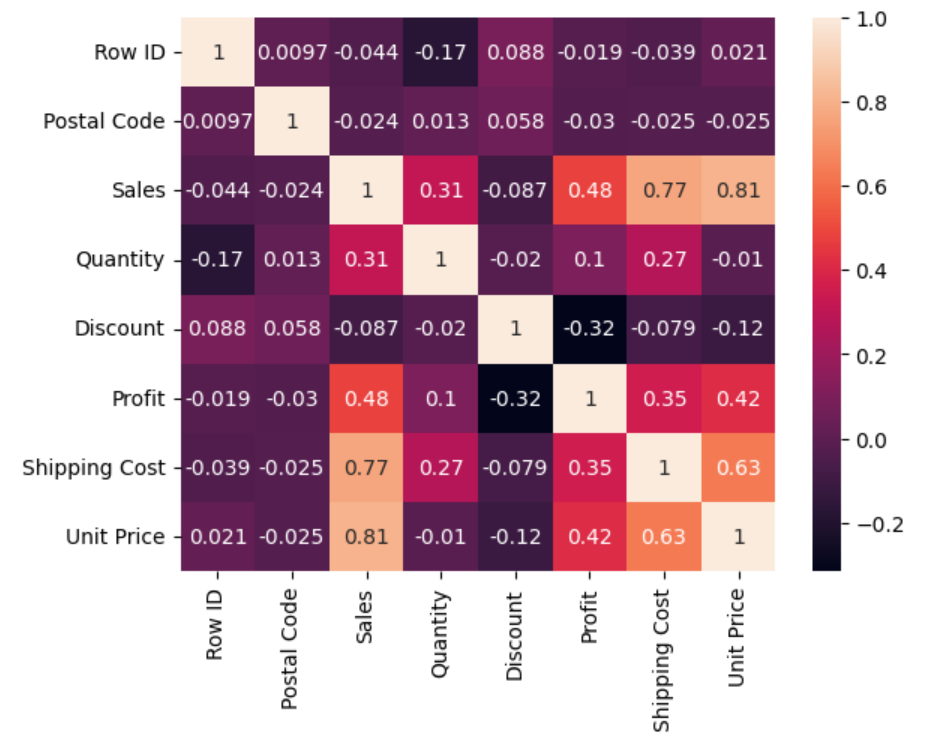 Row ID 1 0.0097 -0.044 -0.17 0.088 -0.019 -0.039 0.021
Postal Code 0.0097 1 -0.024 0.013 0.058 -0.03 -0.025 -0.025
Sales -0.044 -0.024 1 0.31 -0.087 0.48 0.77 0.81
Quantity -0.17 0.013 0.31 1 -0.02 0.1 0.27 -0.01
Discount 0.088 0.058 -0.087 -0.02 1 -0.32 -0.079 -0.12
Profit -0.019 -0.03 0.48 0.1 -0.32 1 0.35 0.42
Shipping Cost -0.039 -0.025 0.77 0.27 -0.079 0.35 1 0.63
Unit Price 0.021 -0.025 0.81 -0.01 -0.12 0.42 0.63 1
Row ID
Postal Code
Sales
Quantity
Discount
Profit
Shipping Cost
Unit Price
1.0
0.8
0.6
0.4
0.2
0.0
−0.2